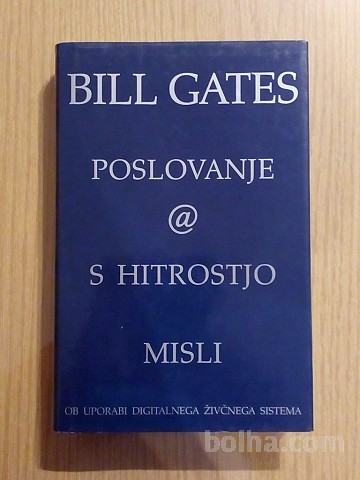 BILL GATES
POSLOVANJE
@
S HITROSTJO
MISLI
OB UPORABI DIGITALNEGA ŽIVČNEGA SISTEMA
bolha.com